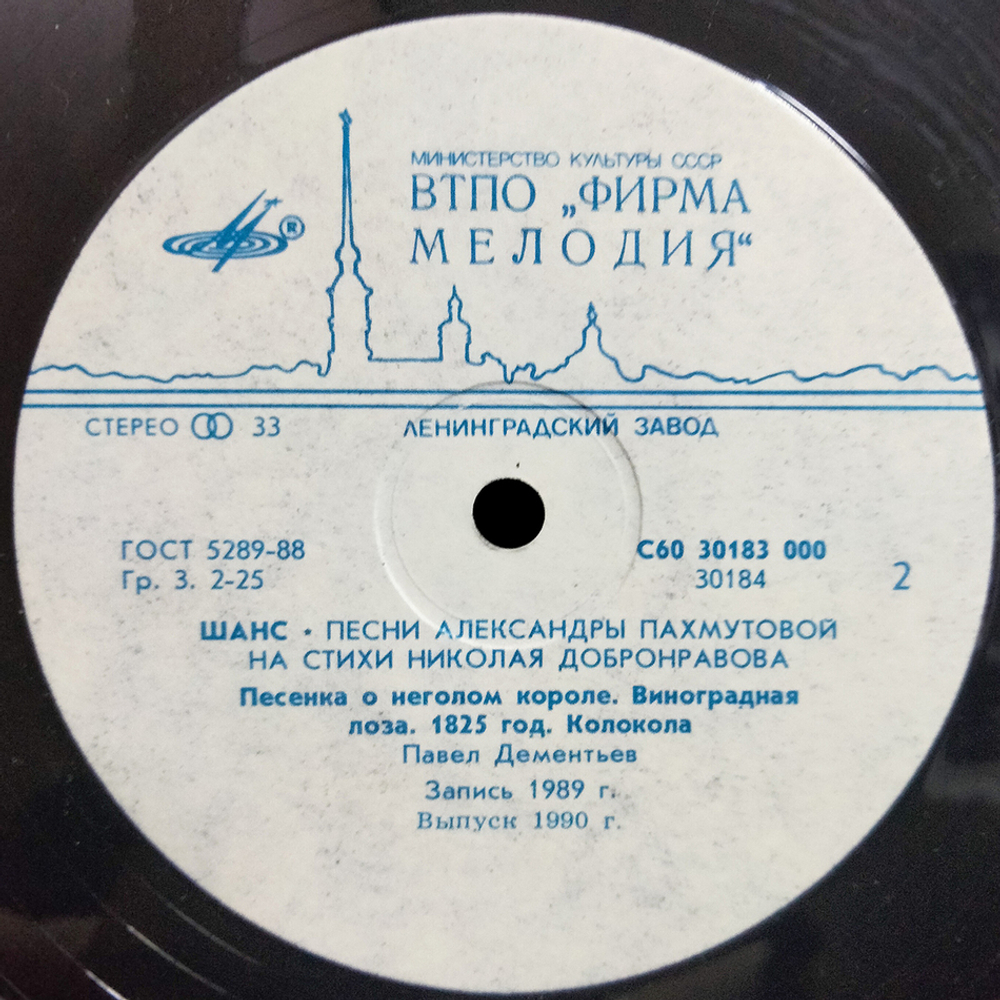 МИНИСТЕРСТВО КУЛЬТУРЫ СССР
ВТПО „ФИРМА
МЕЛОДИЯ“
®
СТЕРЕО 33
ЛЕНИНГРАДСКИЙ ЗАВОД
ГОСТ 5289-88
Гр. 3. 2-25
С60 30183 000
30184
2
ШАНС • ПЕСНИ АЛЕКСАНДРЫ ПАХМУТОВОЙ
НА СТИХИ НИКОЛАЯ ДОБРОНРАВОВА
Песенка о неголом короле. Виноградная
лоза. 1825 год. Колокола
Павел Дементьев
Запись 1989 г.
Выпуск 1990 г.